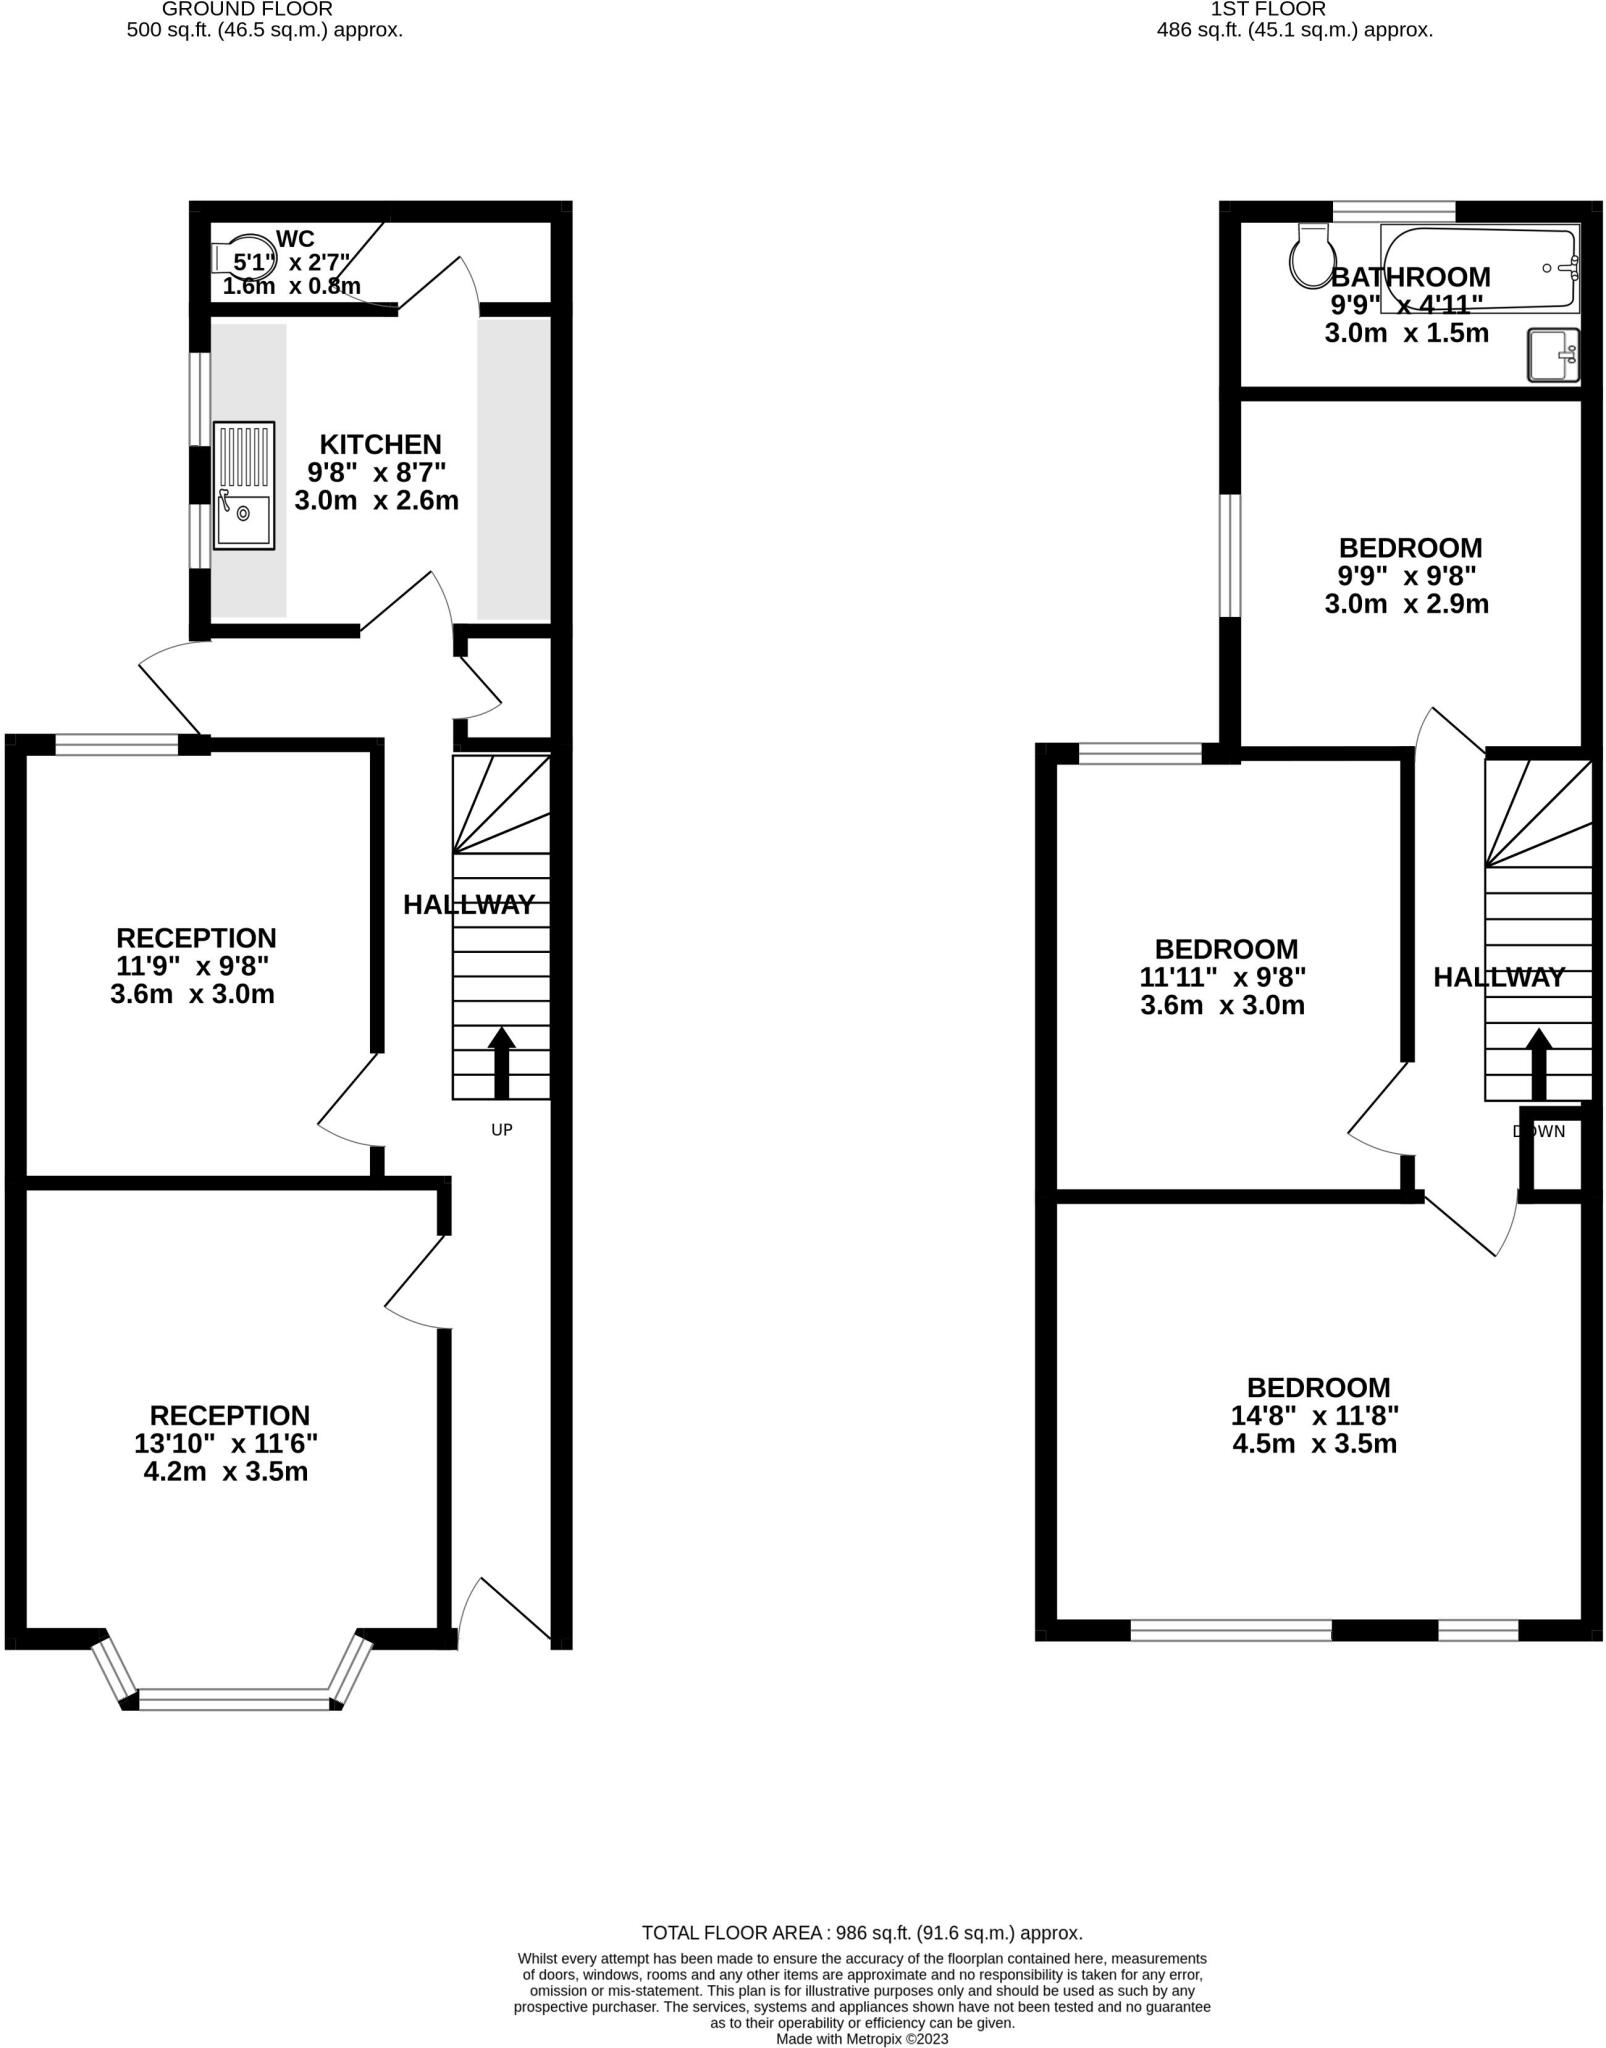 GROUND FLOOR
500 sq.ft. (46.5 sq.m.) approx.
1ST FLOOR
486 sq.ft. (45.1 sq.m.) approx.
WC
5'1" x 2'7"
1.6m x 0.8m
KITCHEN
9'8" x 8'7"
3.0m x 2.6m
HALLWAY
RECEPTION
11'9" x 9'8"
3.6m x 3.0m
UP
RECEPTION
13'10" x 11'6"
4.2m x 3.5m
BATHROOM
9'9" x 4'11"
3.0m x 1.5m
BEDROOM
9'9" x 9'8"
3.0m x 2.9m
BEDROOM
11'11" x 9'8"
3.6m x 3.0m
HALLWAY
DOWN
BEDROOM
14'8" x 11'8"
4.5m x 3.5m
TOTAL FLOOR AREA : 986 sq.ft. (91.6 sq.m.) approx.
Whilst every attempt has been made to ensure the accuracy of the floorplan contained here, measurements
of doors, windows, rooms and any other items are approximate and no responsibility is taken for any error,
omission or mis-statement. This plan is for illustrative purposes only and should be used as such by any
prospective purchaser. The services, systems and appliances shown have not been tested and no guarantee
as to their operability or efficiency can be given.
Made with Metropix ©2023